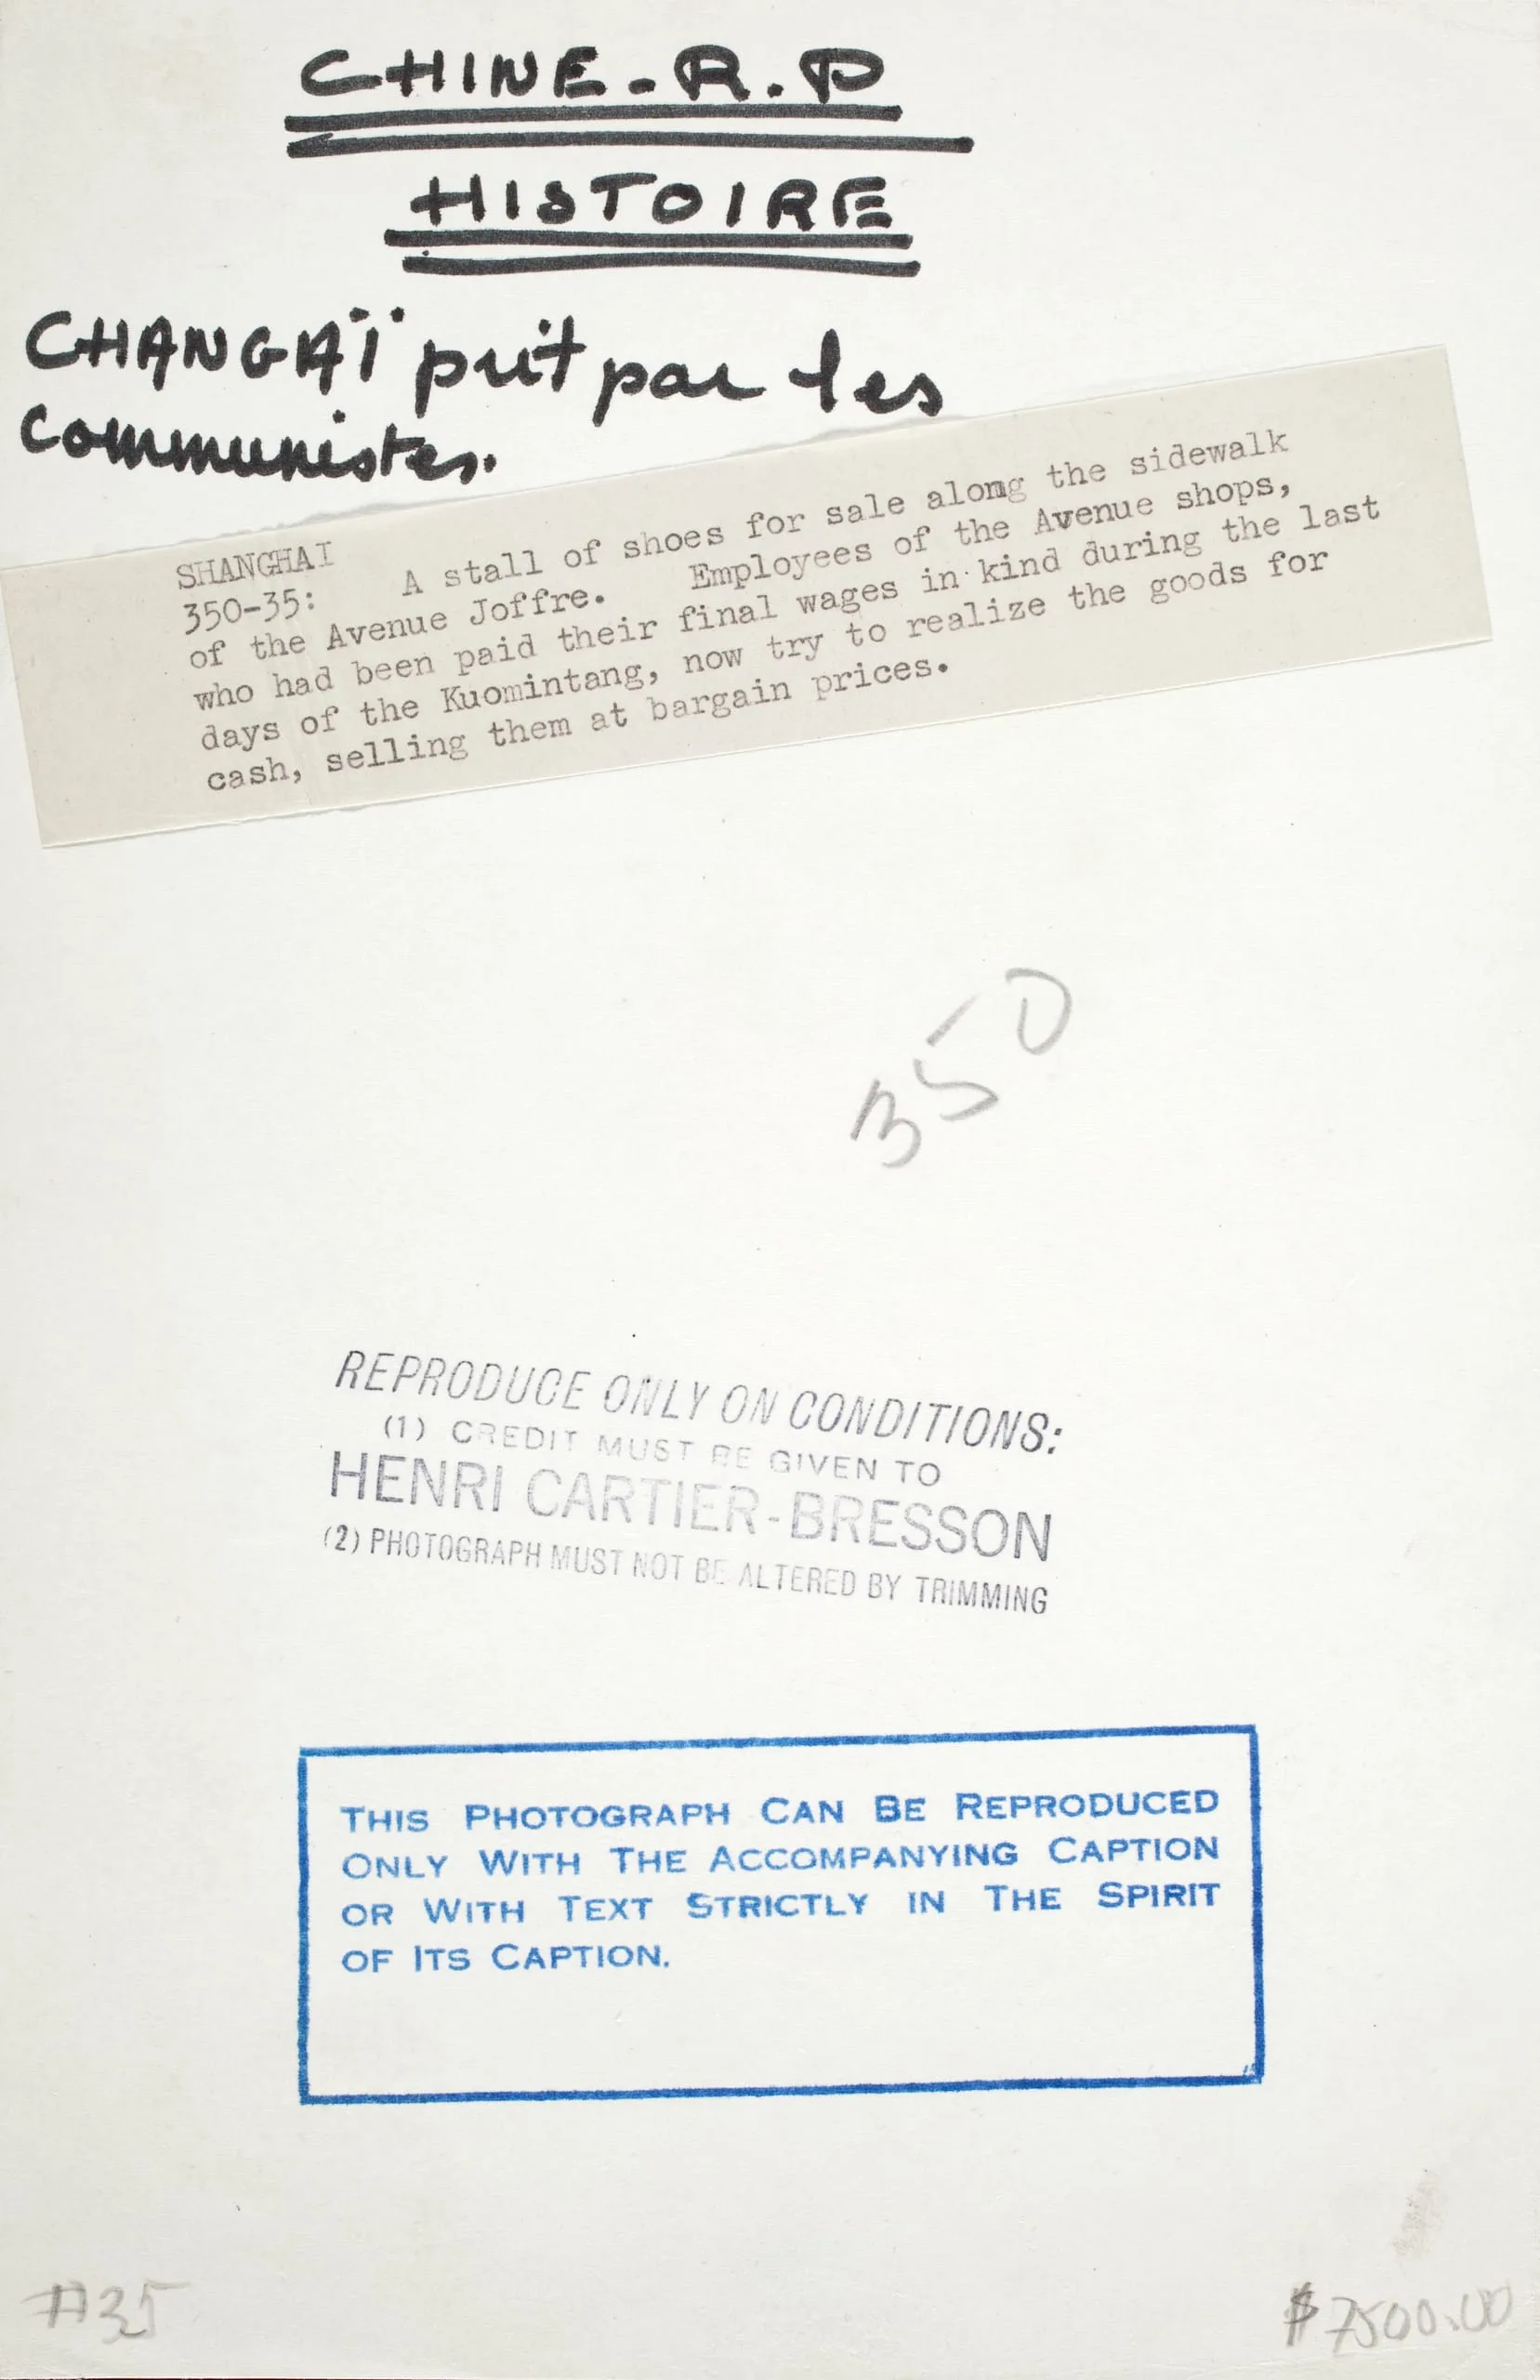 CHINE-R.P
HISTOIRE
CHANGAÏ prit par les
communistes.
SHANGHAI
350-35: A stall of shoes for sale along the sidewalk
of the Avenue Joffre. Employees of the Avenue shops,
who had been paid their final wages in kind during the last
days of the Kuomintang, now try to realize the goods for
cash, selling them at bargain prices.
350
REPRODUCE ONLY ON CONDITIONS:
(1) CREDIT MUST BE GIVEN TO
HENRI CARTIER-BRESSON
(2) PHOTOGRAPH MUST NOT BE ALTERED BY TRIMMING
THIS PHOTOGRAPH CAN BE REPRODUCED
ONLY WITH THE ACCOMPANYING CAPTION
OR WITH TEXT STRICTLY IN THE SPIRIT
OF ITS CAPTION.
#35
$7500.00